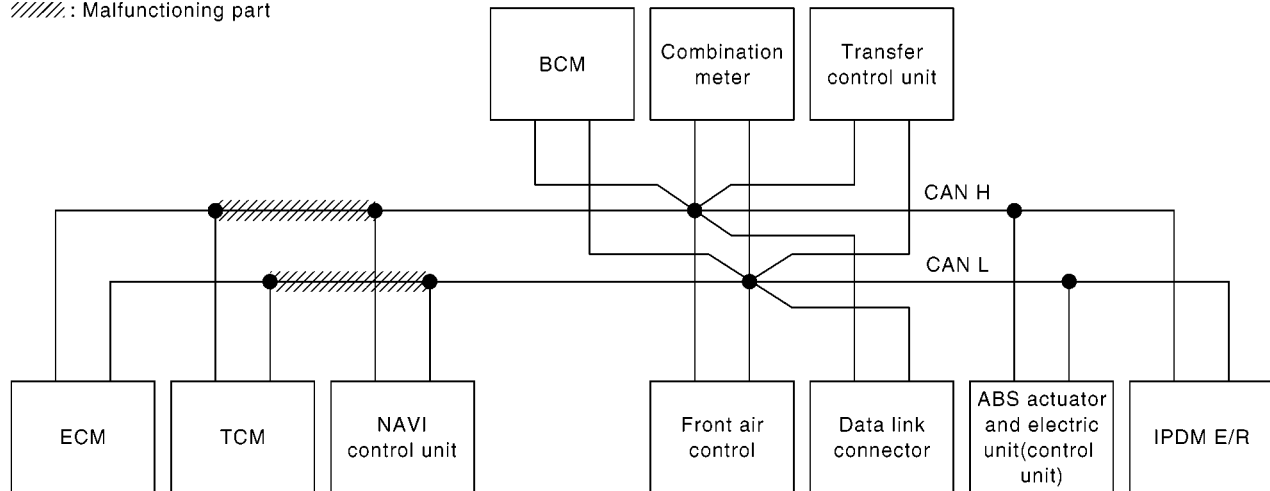 : Malfunctioning part
BCM
Combination
meter
Transfer
control unit
CAN H
CAN L
ECM
TCM
NAVI
control unit
Front air
control
Data link
connector
ABS actuator
and electric
unit(control
unit)
IPDM E/R